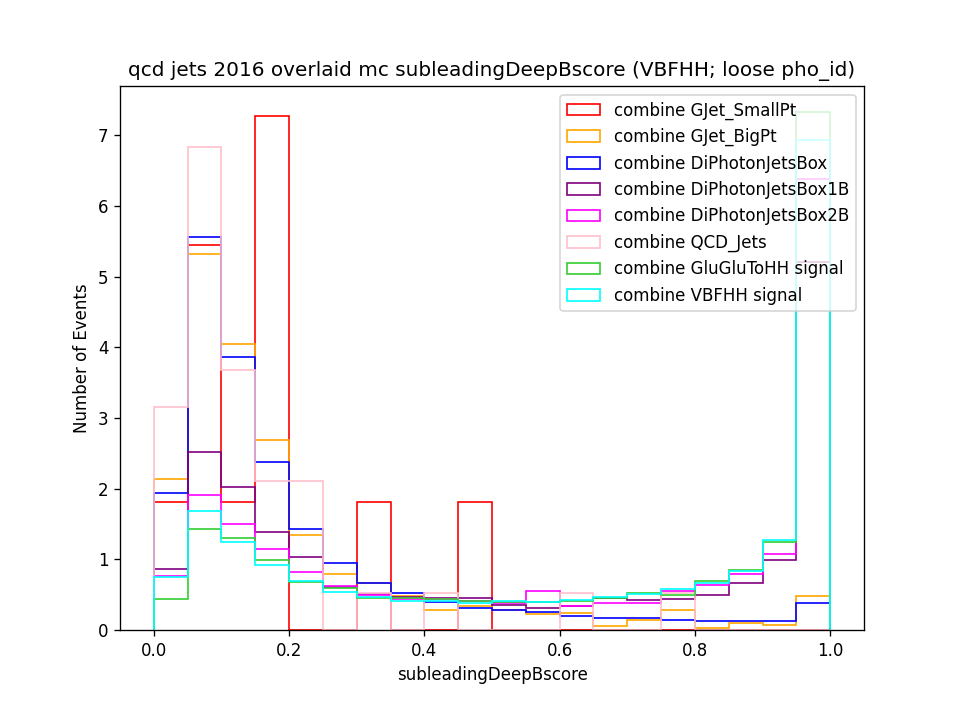 qcd jets 2016 overlaid mc subleadingDeepBscore (VBFHH; loose pho_id)
combine GJet_SmallPt
combine GJet_BigPt
combine DiPhotonJetsBox
combine DiPhotonJetsBox1B
combine DiPhotonJetsBox2B
combine QCD_Jets
combine GluGluToHH signal
combine VBFHH signal
Number of Events
7
6
5
4
3
2
1
0
0.0 0.2 0.4 0.6 0.8 1.0
subleadingDeepBscore